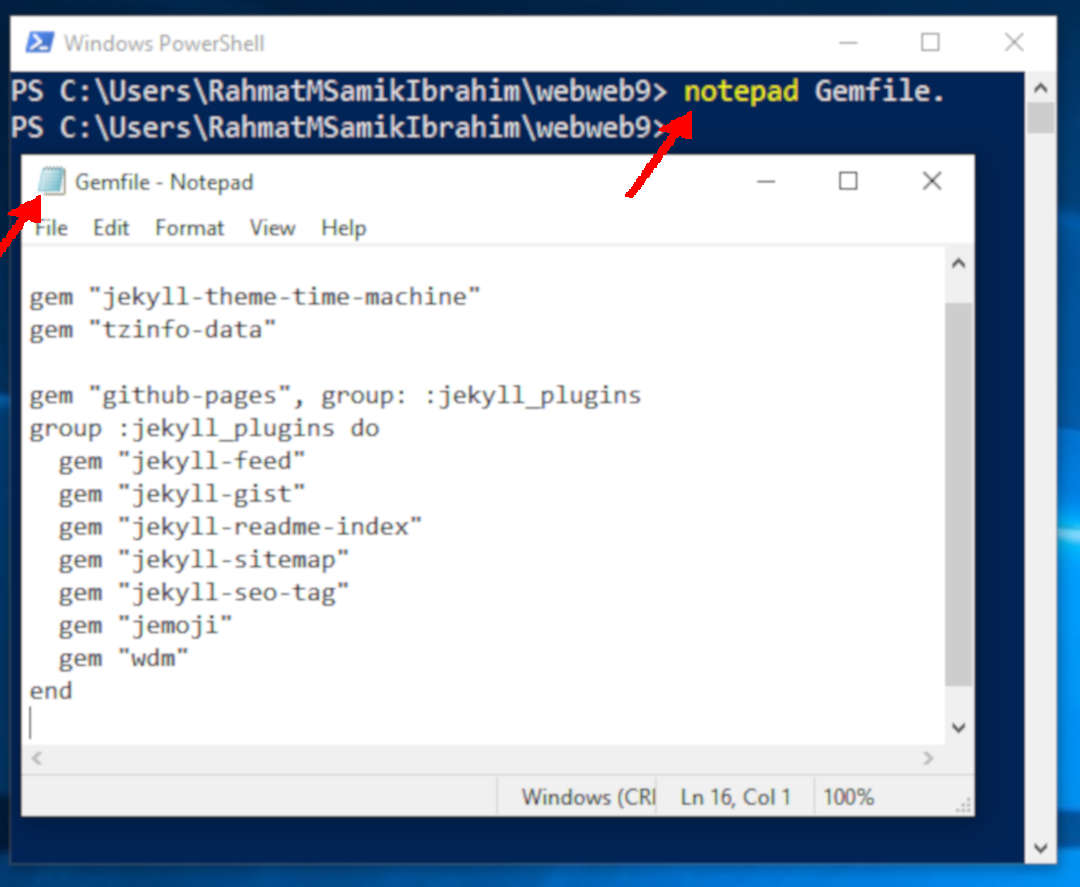 Windows PowerShell
PS C:\Users\RahmatMSamikIbrahim\webweb9> notepad Gemfile.
PS C:\Users\RahmatMSamikIbrahim\webweb9>
Gemfile - Notepad
File Edit Format View Help
gem "jekyll-theme-time-machine"
gem "tzinfo-data"
gem "github-pages", group: :jekyll_plugins
group :jekyll_plugins do
gem "jekyll-feed"
gem "jekyll-gist"
gem "jekyll-readme-index"
gem "jekyll-sitemap"
gem "jekyll-seo-tag"
gem "jemoji"
gem "wdm"
end
Windows (CRI Ln 16, Col 1 100%